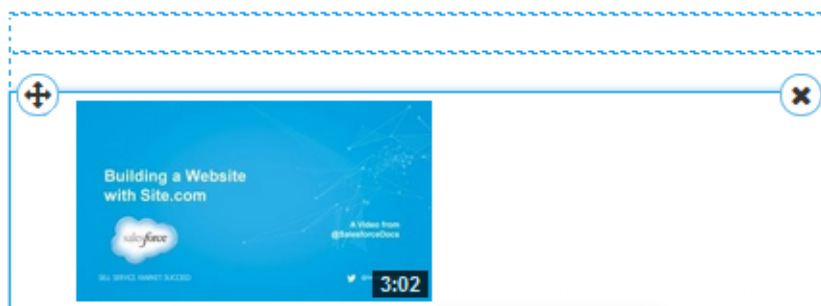 Building a Website
with Site.com
salesforce
A Video from
@SalesforceDocs
SELL SERVICE MARKET SUCCEED
3:02